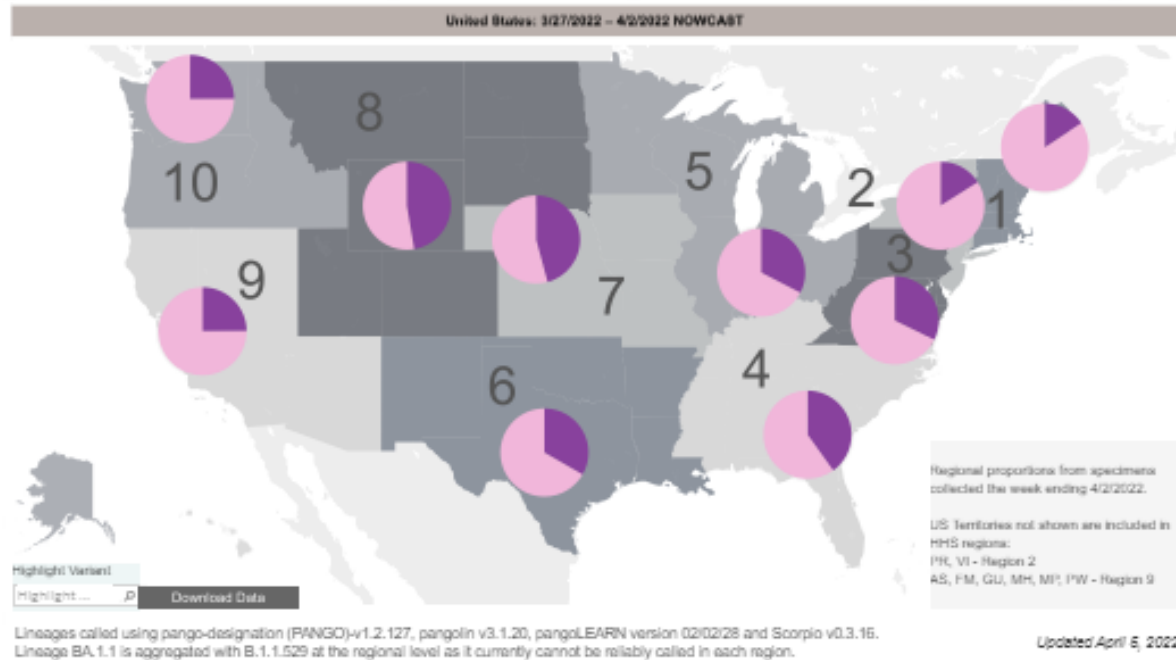 United States: 3/27/2022 – 4/2/2022 NOWCAST
8
10
5
2
1
3
9
7
6
4
Regional proportions from specimens
collected the week ending 4/2/2022.
US Territories not shown are included in
HHS regions:
PR, VI - Region 2
AS, FM, GU, MH, MP, PW - Region 9
Highlight Variant
Highlight ...
Download Data
Lineages called using pango-designation (PANGO)-v1.2.127, pangolin v3.1.20, pangoLEARN version 02/02/28 and Scorpio v0.3.16.
Lineage BA.1.1 is aggregated with B.1.1.529 at the regional level as it currently cannot be reliably called in each region.
Updated April 5, 2022